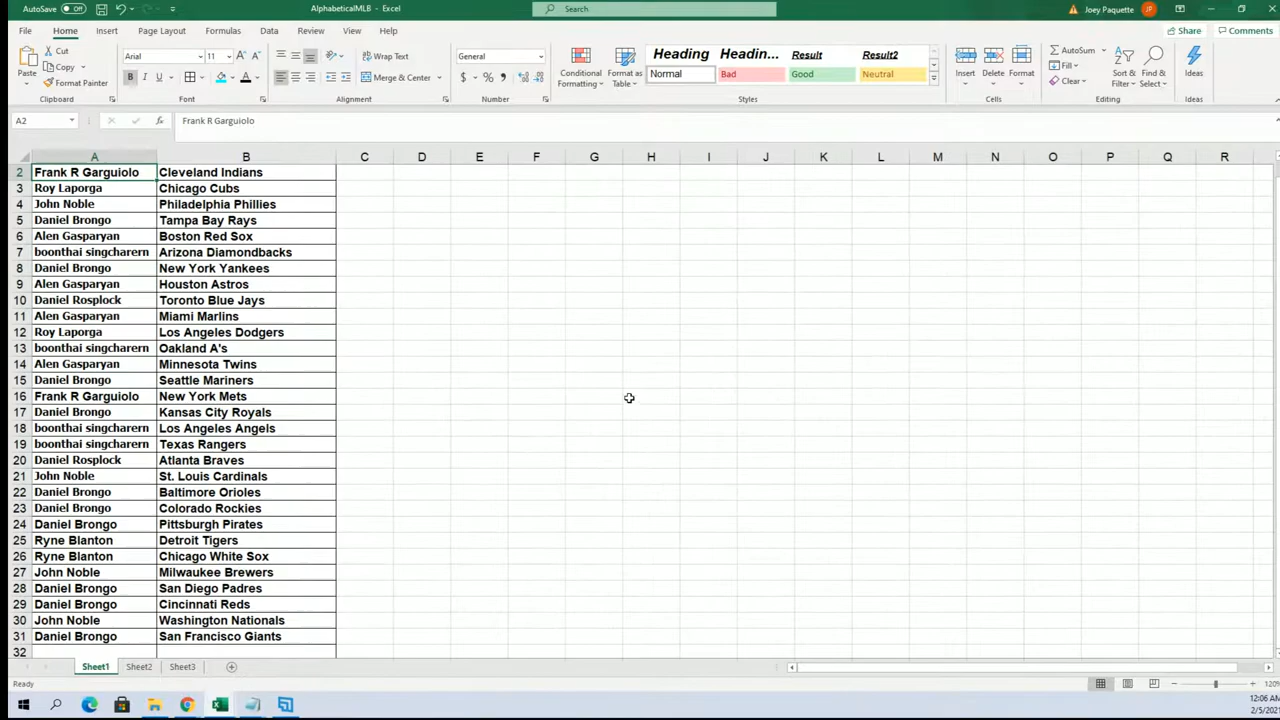 AutoSave Off AlphabeticalMLB - Excel Search Joey Paquette JP
File Home Insert Page Layout Formulas Data Review View Help Share Comments
Paste Cut Copy Format Painter Arial 11 Wrap Text Merge & Center General Conditional Formatting Format as Table Heading Headin... Result Result2 Normal Bad Good Neutral Insert Delete Format AutoSum Fill Clear Sort & Filter Find & Select Ideas
Clipboard Font Alignment Number Styles Cells Editing Ideas
A2 fx Frank R Garguiolo
A B C D E F G H I J K L M N O P Q R
2 Frank R Garguiolo Cleveland Indians
3 Roy Laporga Chicago Cubs
4 John Noble Philadelphia Phillies
5 Daniel Brongo Tampa Bay Rays
6 Alen Gasparyan Boston Red Sox
7 boonthai singcharern Arizona Diamondbacks
8 Daniel Brongo New York Yankees
9 Alen Gasparyan Houston Astros
10 Daniel Rosplock Toronto Blue Jays
11 Alen Gasparyan Miami Marlins
12 Roy Laporga Los Angeles Dodgers
13 boonthai singcharern Oakland A's
14 Alen Gasparyan Minnesota Twins
15 Daniel Brongo Seattle Mariners
16 Frank R Garguiolo New York Mets
17 Daniel Brongo Kansas City Royals
18 boonthai singcharern Los Angeles Angels
19 boonthai singcharern Texas Rangers
20 Daniel Rosplock Atlanta Braves
21 John Noble St. Louis Cardinals
22 Daniel Brongo Baltimore Orioles
23 Daniel Brongo Colorado Rockies
24 Daniel Brongo Pittsburgh Pirates
25 Ryne Blanton Detroit Tigers
26 Ryne Blanton Chicago White Sox
27 John Noble Milwaukee Brewers
28 Daniel Brongo San Diego Padres
29 Daniel Brongo Cincinnati Reds
30 John Noble Washington Nationals
31 Daniel Brongo San Francisco Giants
32
Sheet1 Sheet2 Sheet3
Ready 120%
12:06 AM
2/5/2021